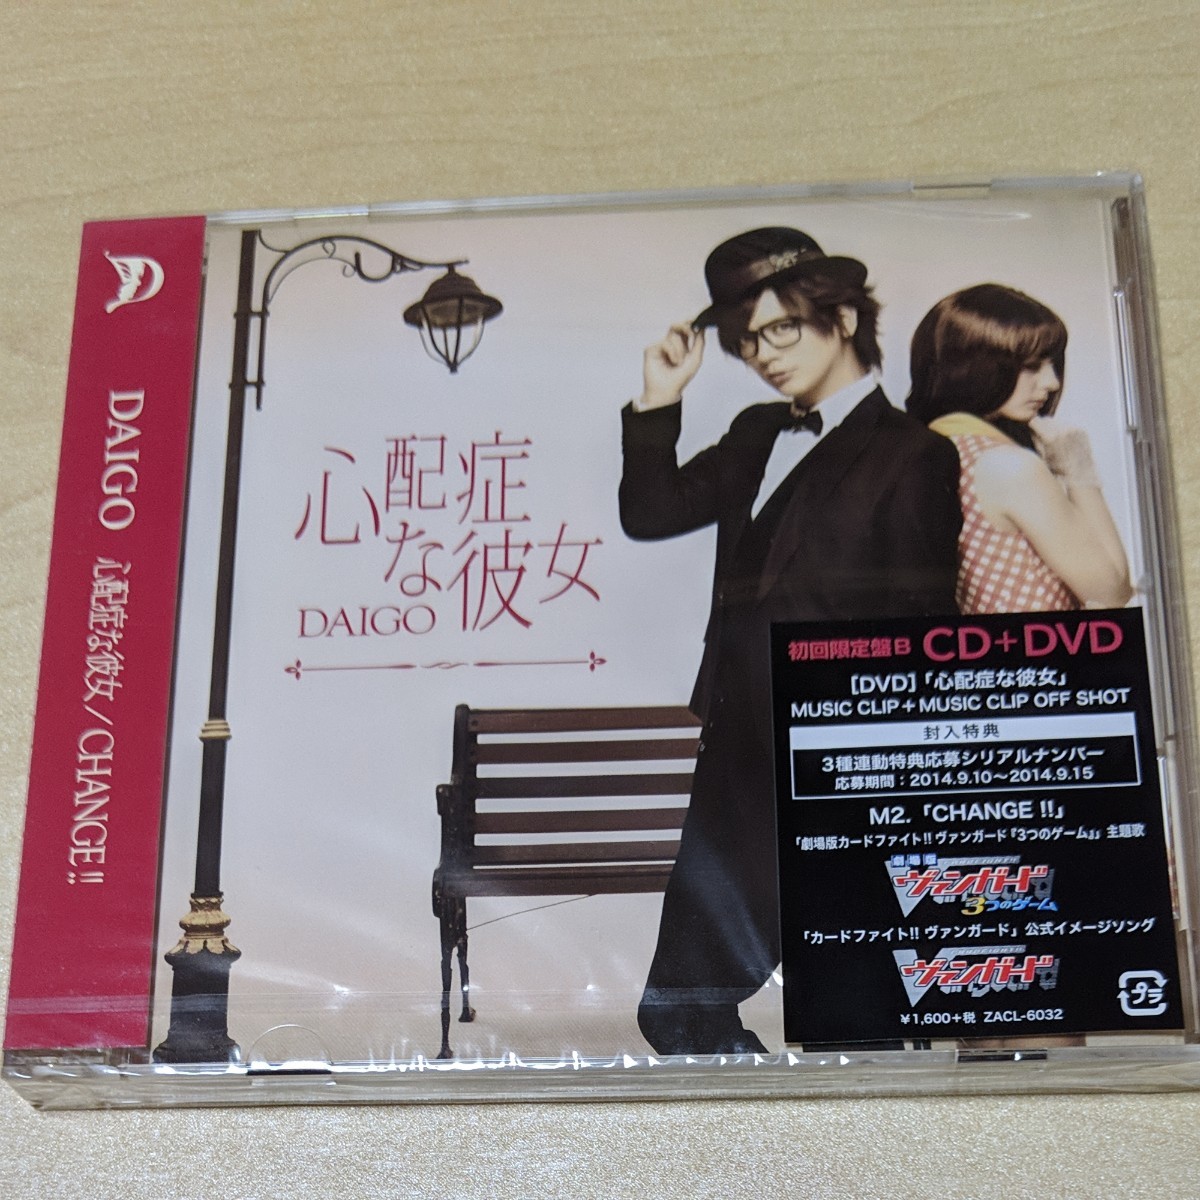 DAIGO 心配症な彼女/CHANGE!!
心配症
な彼女
DAIGO
初回限定盤B CD+DVD
[DVD]「心配症な彼女」
MUSIC CLIP+MUSIC CLIP OFF SHOT
封入特典
3種連動特典応募シリアルナンバー
応募期間：2014.9.10〜2014.9.15
M2.「CHANGE !!」
「劇場版カードファイト!! ヴァンガード『3つのゲーム』」主題歌
劇場版
ヴァンガード
3つのゲーム
「カードファイト!! ヴァンガード」公式イメージソング
ヴァンガード
プラ
¥1,600+税 ZACL-6032